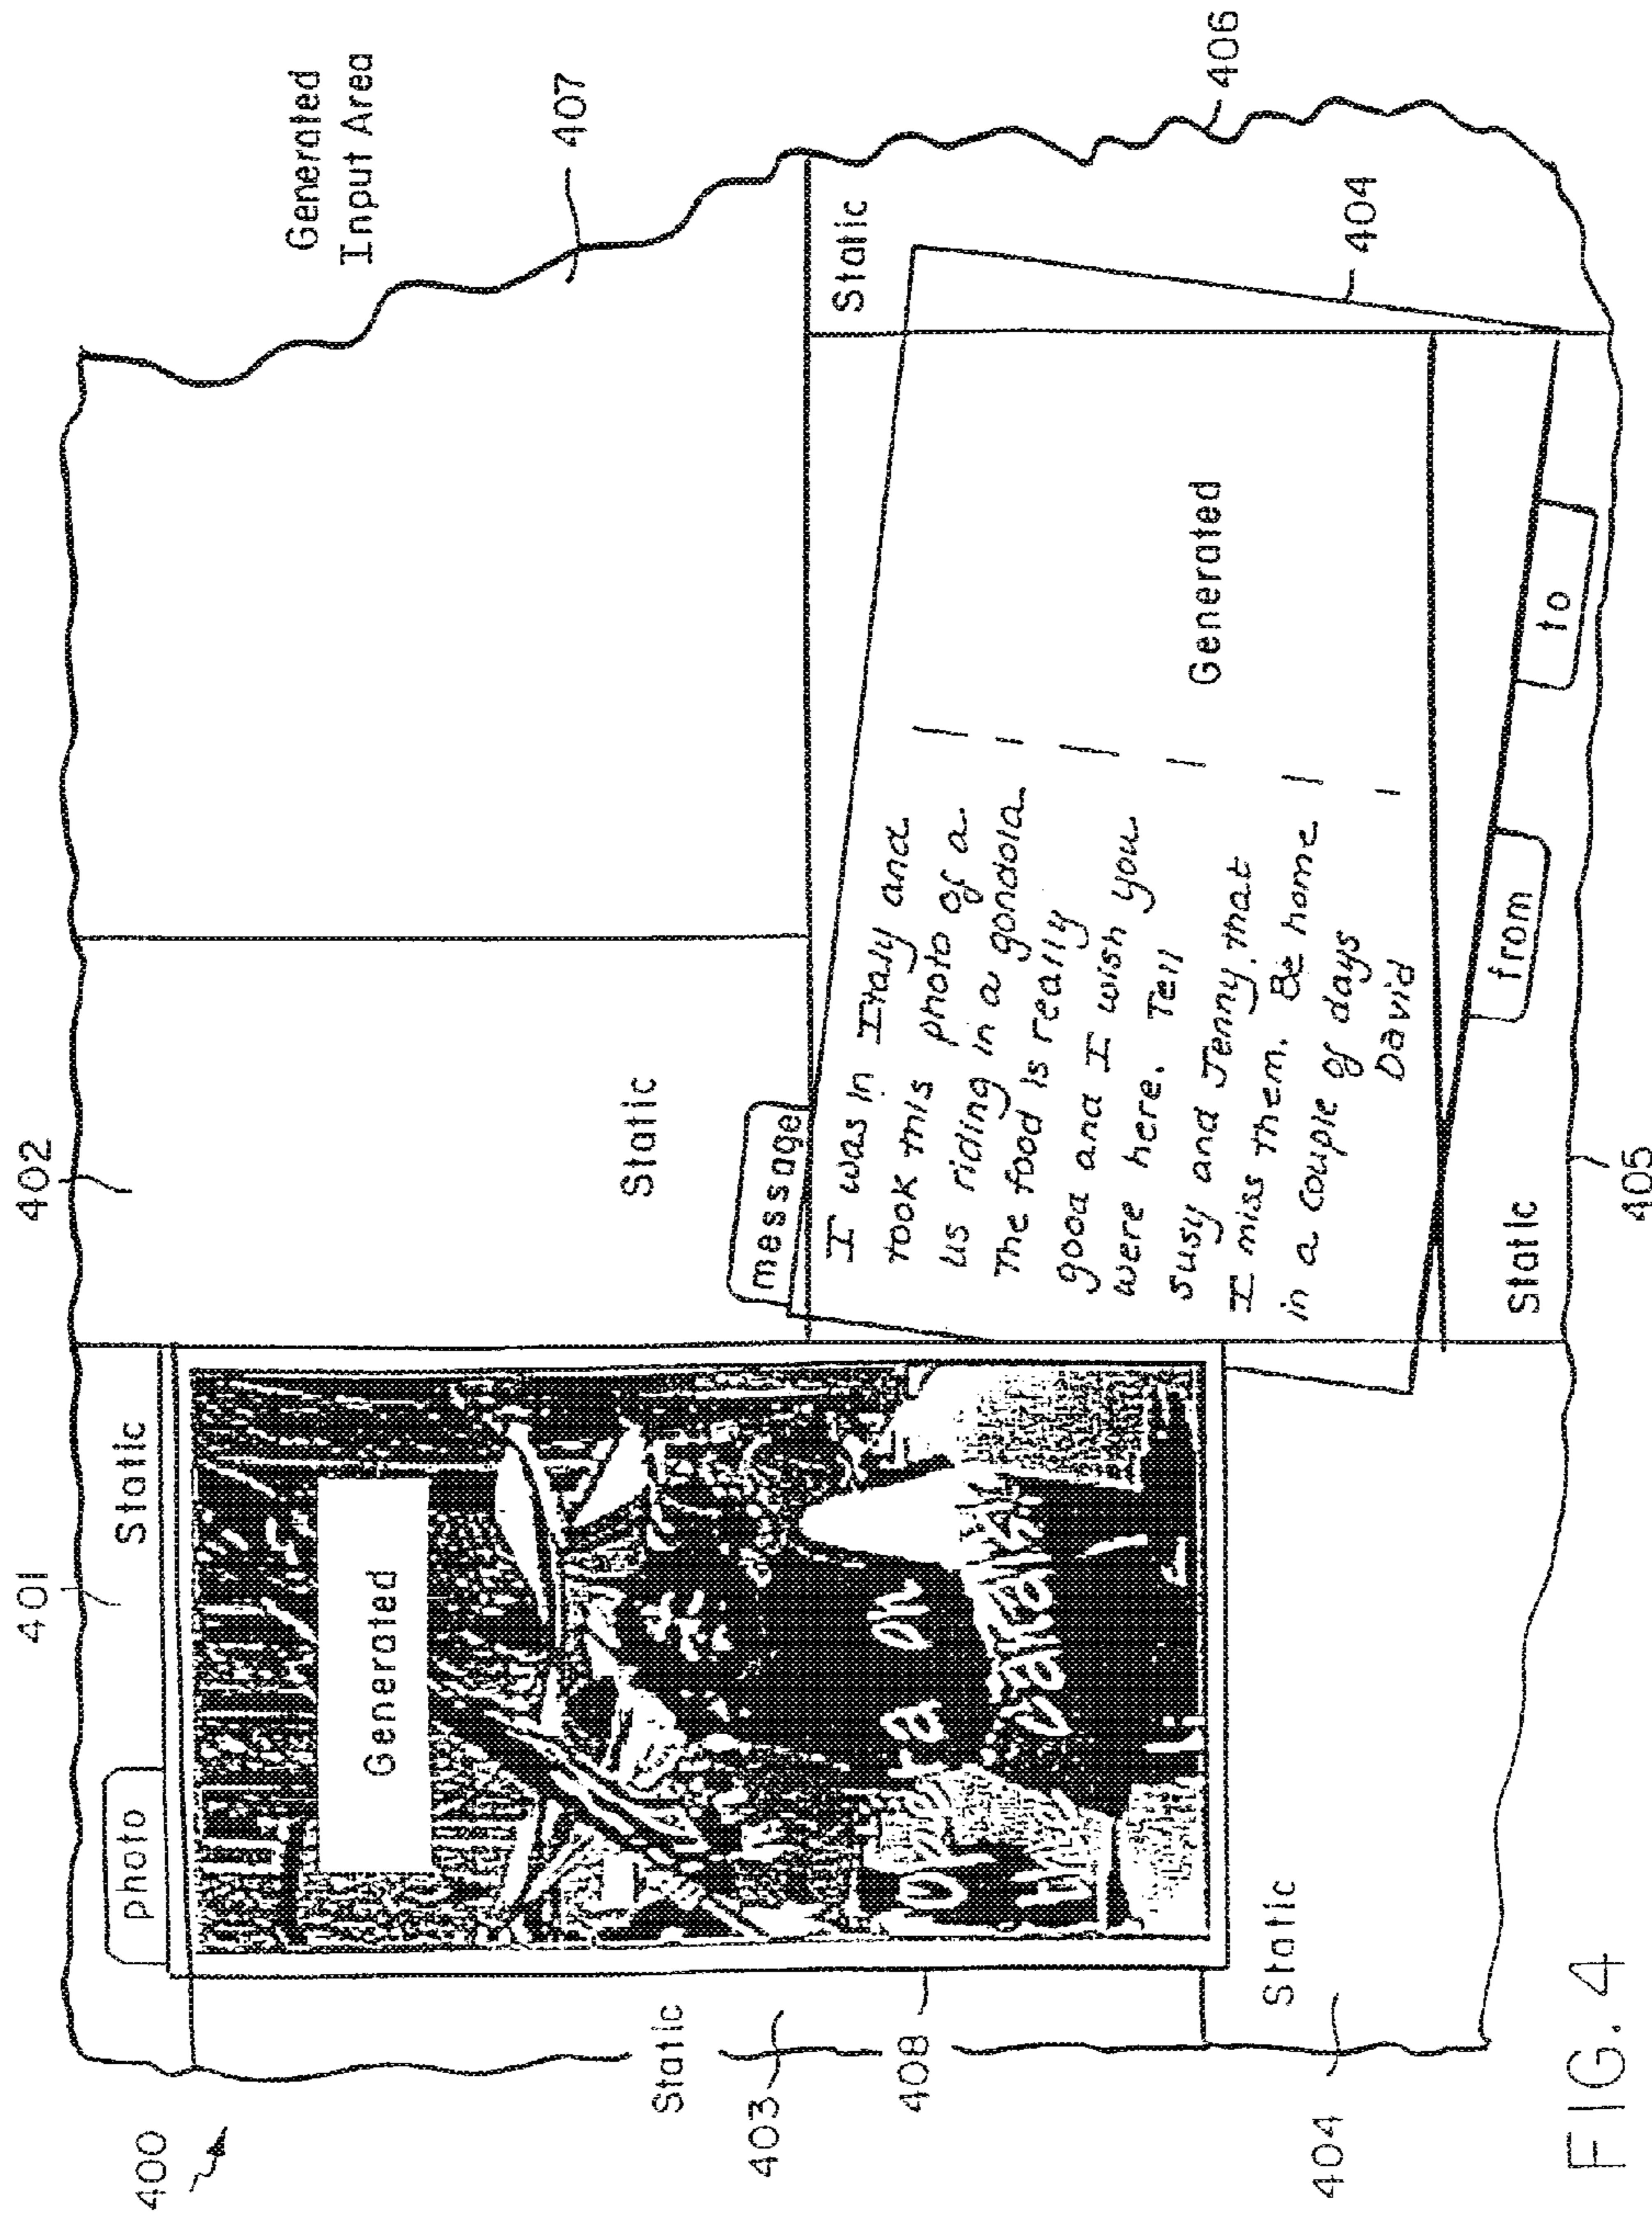 401
402
400
photo
Static
Generated
Input Area
Generated
407
Static
Static
403
message
Static
408
I was in Italy and
took this photo of a
us riding in a gondola
The food is really
good and I wish you
were here. Tell
susy and Jenny that
I miss them. Be home
in a couple of days
David
Generated
406
Static
404
404
Static
from
to
405
FIG. 4